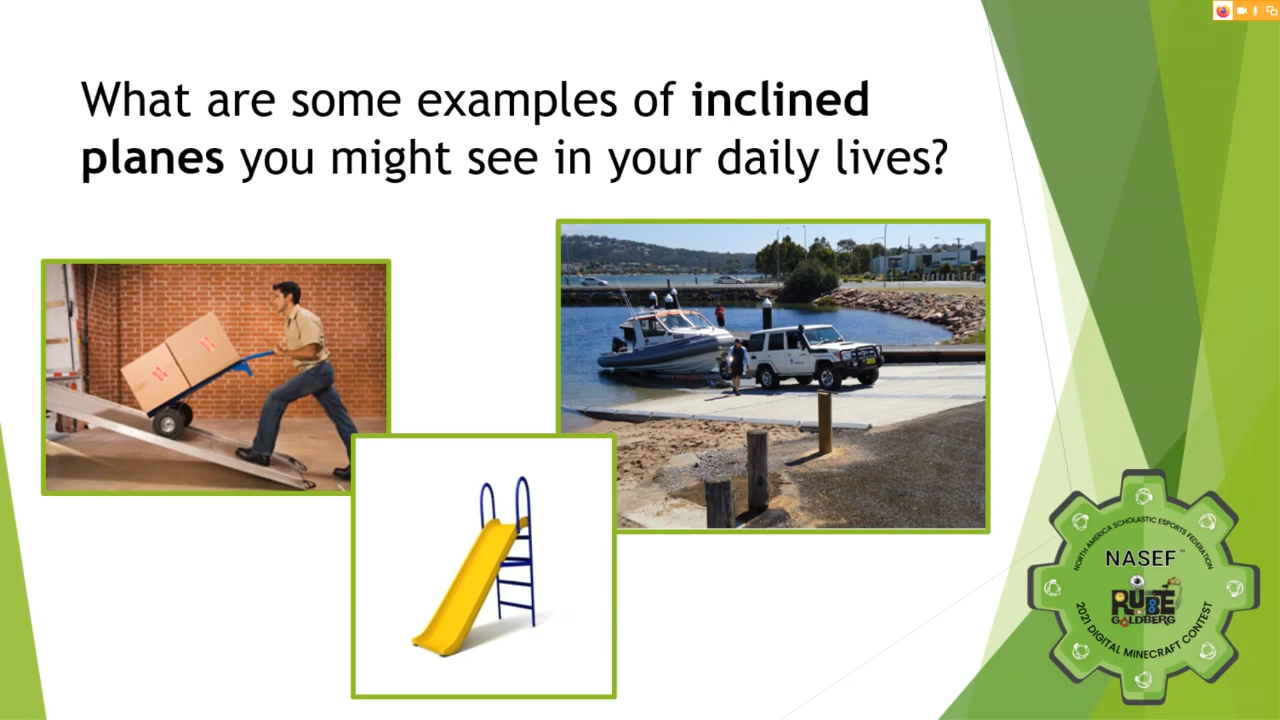 What are some examples of inclined
planes you might see in your daily lives?
NORTH AMERICA SCHOLASTIC ESPORTS FEDERATION
NASEF™
RUBE
GOLDBERG
2021 DIGITAL MINECRAFT CONTEST